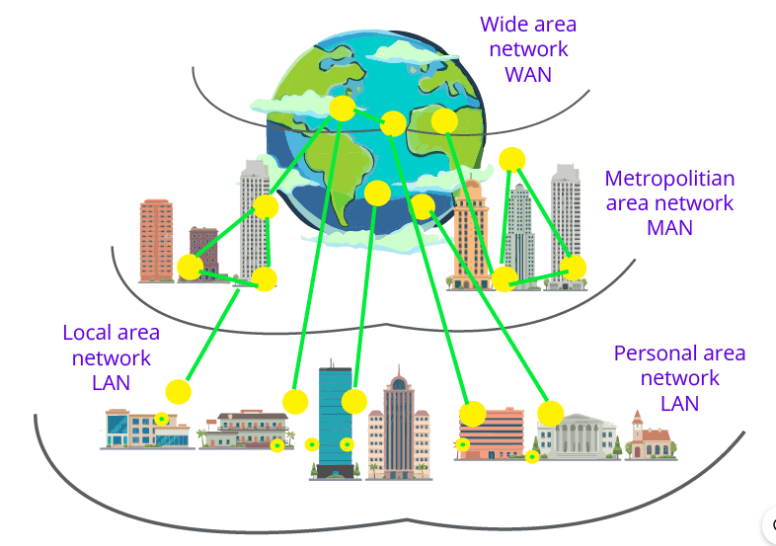 Wide area
network
WAN
Metropolitian
area network
MAN
Local area
network
LAN
Personal area
network
LAN